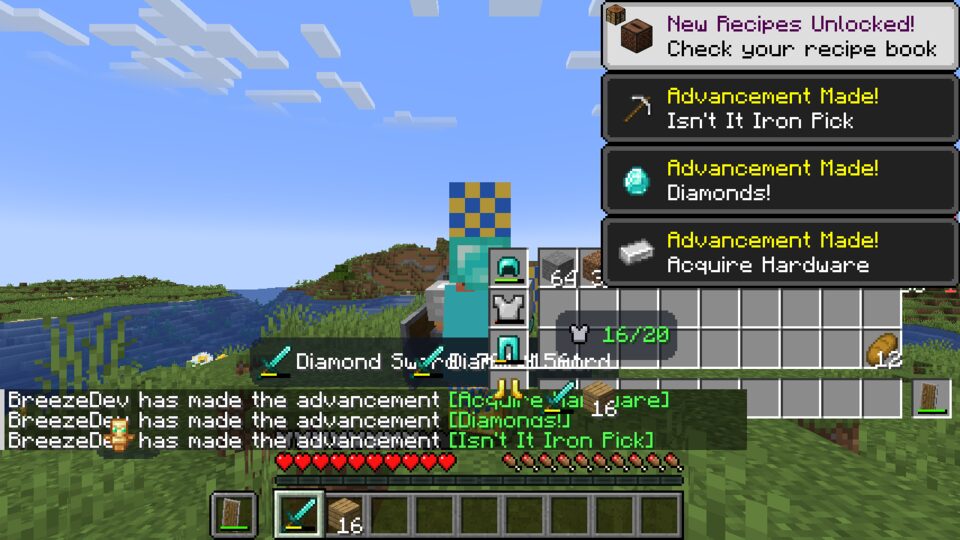 New Recipes Unlocked!
Check your recipe book
Advancement Made!
Isn't It Iron Pick
Advancement Made!
Diamonds!
Advancement Made!
Acquire Hardware
64
16/20
12
Diamond
16
BreezeDev has made the advancement [Acquire Hardware]
BreezeDev has made the advancement [Diamonds!]
BreezeDev has made the advancement [Isn't It Iron Pick]
16